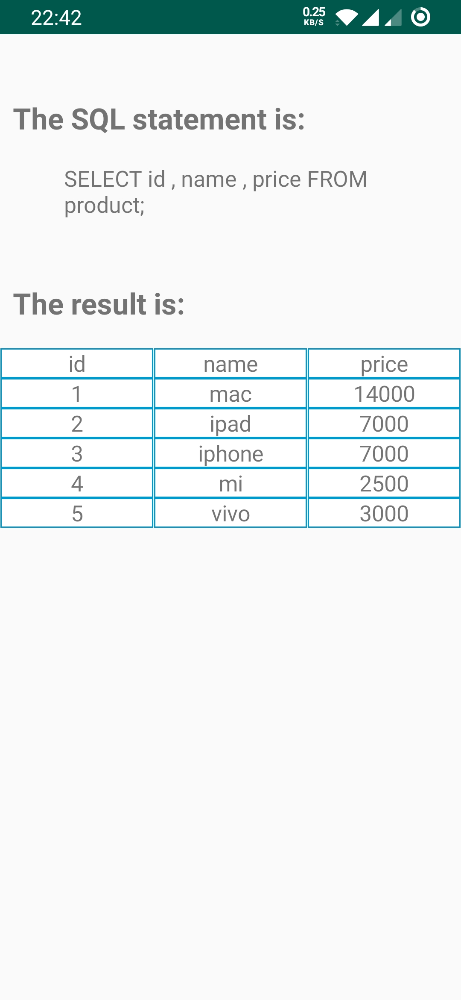 22:42
0.25
KB/S
The SQL statement is:
SELECT id , name , price FROM
product;
The result is:
id name price
1 mac 14000
2 ipad 7000
3 iphone 7000
4 mi 2500
5 vivo 3000